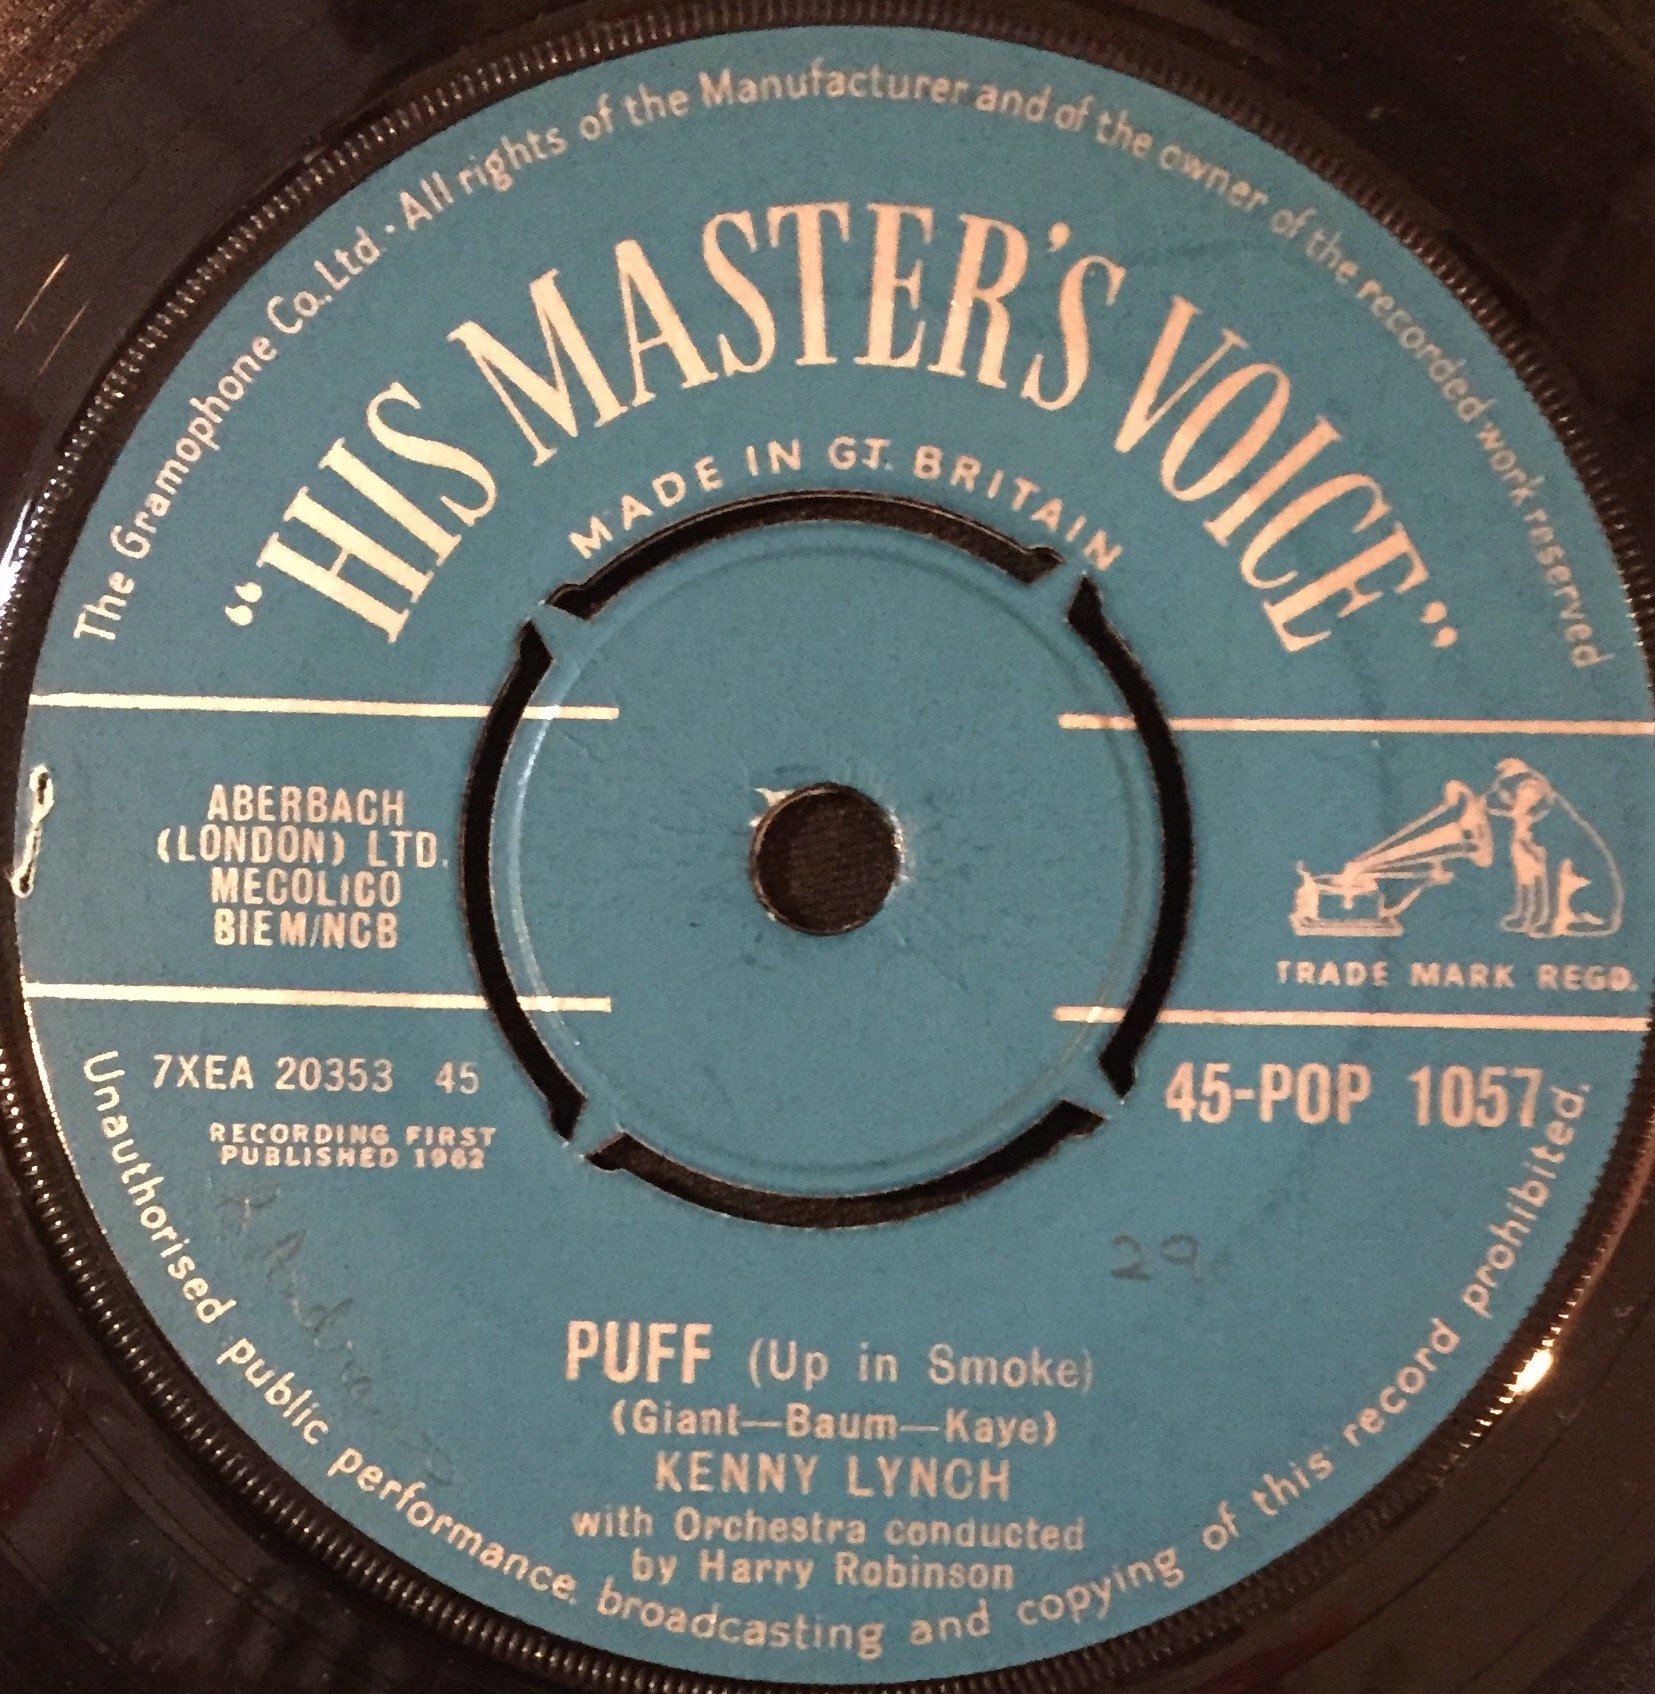 The Gramophone Co., Ltd. · All rights of the Manufacturer and of the owner of the recorded work reserved
"HIS MASTER'S VOICE"
MADE IN GT. BRITAIN
ABERBACH
(LONDON) LTD.
MECOLICO
BIEM/NCB
TRADE MARK REGD.
7XEA 20353 45
45-POP 1057
RECORDING FIRST
PUBLISHED 1962
29
PUFF (Up in Smoke)
(Giant—Baum—Kaye)
KENNY LYNCH
with Orchestra conducted
by Harry Robinson
Unauthorised public performance, broadcasting and copying of this record prohibited.